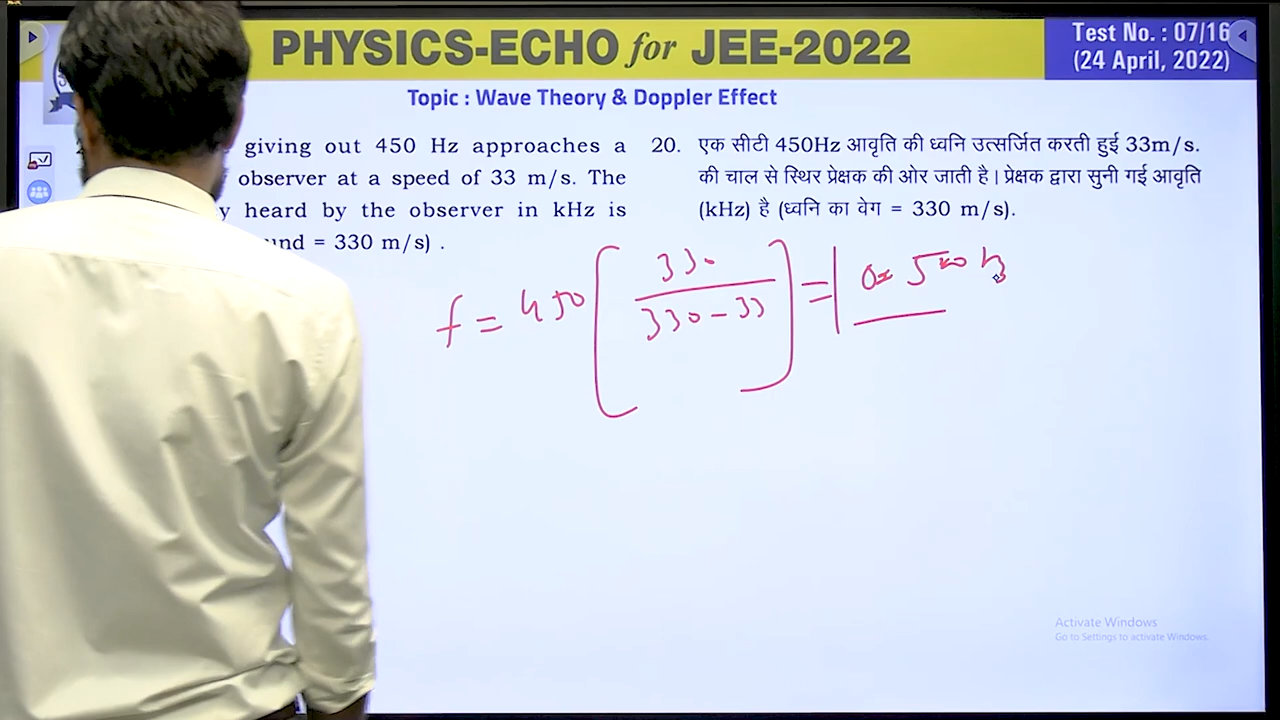 PHYSICS-ECHO for JEE-2022
Test No. : 07/16
(24 April, 2022)
Topic : Wave Theory & Doppler Effect
giving out 450 Hz approaches a
observer at a speed of 33 m/s. The
y heard by the observer in kHz is
und = 330 m/s) .
20. एक सीटी 450Hz आवृति की ध्वनि उत्सर्जित करती हुई 33m/s.
की चाल से स्थिर प्रेक्षक की ओर जाती है। प्रेक्षक द्वारा सुनी गई आवृति
(kHz) है (ध्वनि का वेग = 330 m/s).
f = 450 [ 330
330 - 33 ] =
Activate Windows
Go to Settings to activate Windows.